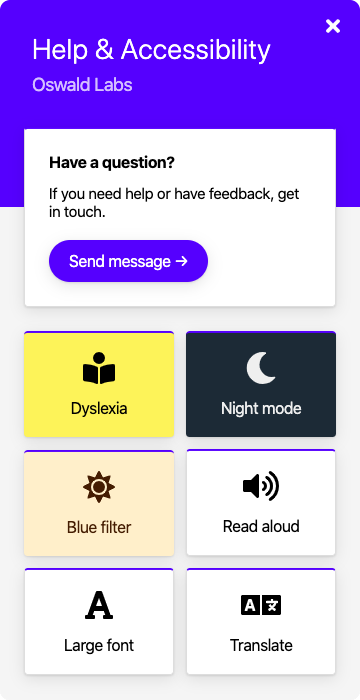 Help & Accessibility
Oswald Labs
Have a question?
If you need help or have feedback, get
in touch.
Send message →
Dyslexia
Night mode
Blue filter
Read aloud
A
Large font
A 文
Translate